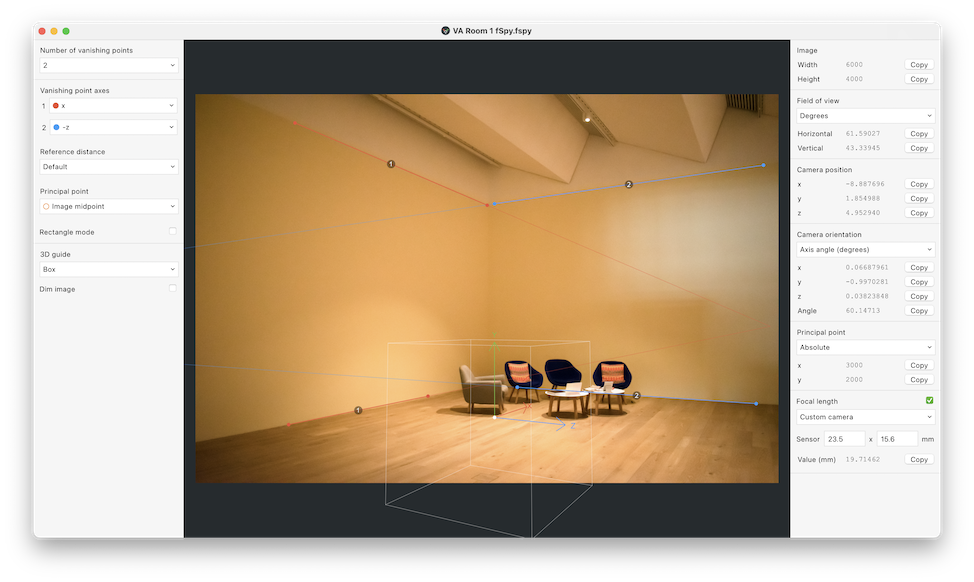 VA Room 1 fSpy.fspy
Number of vanishing points
2
Vanishing point axes
1 x
2 -z
Reference distance
Default
Principal point
Image midpoint
Rectangle mode
3D guide
Box
Dim image
1
2
1
2
z
Image
Width 6000 Copy
Height 4000 Copy
Field of view
Degrees
Horizontal 61.59027 Copy
Vertical 43.33945 Copy
Camera position
x -8.887696 Copy
y 1.854988 Copy
z 4.952940 Copy
Camera orientation
Axis angle (degrees)
x 0.06687961 Copy
y -0.9970281 Copy
z 0.03823848 Copy
Angle 60.14713 Copy
Principal point
Absolute
x 3000 Copy
y 2000 Copy
Focal length
Custom camera
Sensor 23.5 x 15.6 mm
Value (mm) 19.71462 Copy